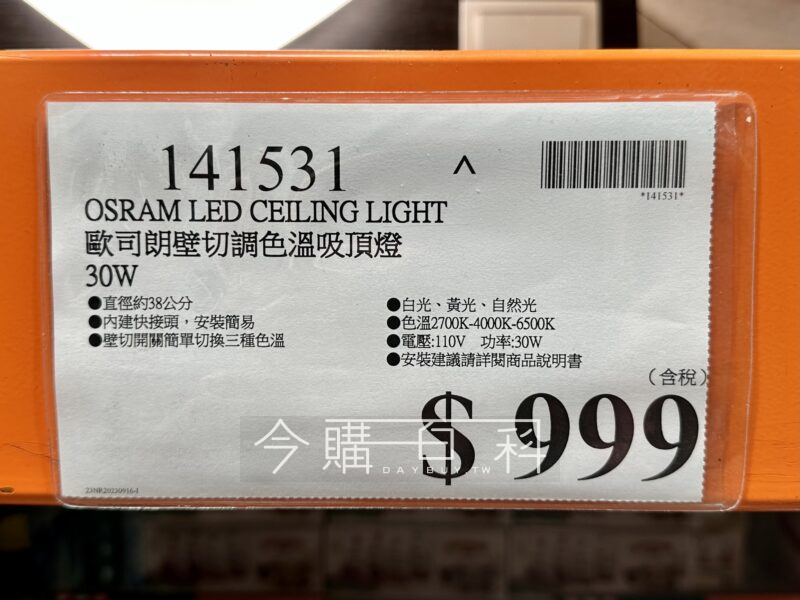 141531
^
*141531*
OSRAM LED CEILING LIGHT
歐司朗壁切調色溫吸頂燈
30W
●直徑約38公分
●內建快接頭，安裝簡易
●壁切開關簡單切換三種色溫
●白光、黃光、自然光
●色溫2700K-4000K-6500K
●電壓:110V 功率:30W
●安裝建議請詳閱商品說明書
(含稅)
$ 999
今購百科
DAYBUY.TW
23NP.20230916-I